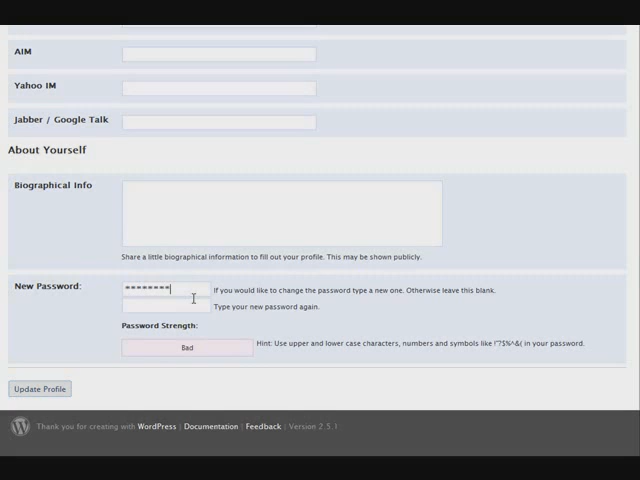 AIM
Yahoo IM
Jabber / Google Talk
About Yourself
Biographical Info
Share a little biographical information to fill out your profile. This may be shown publicly.
New Password: ******** If you would like to change the password type a new one. Otherwise leave this blank.
Type your new password again.
Password Strength:
Bad Hint: Use upper and lower case characters, numbers and symbols like !"?$%^&( in your password.
Update Profile
Thank you for creating with WordPress | Documentation | Feedback | Version 2.5.1